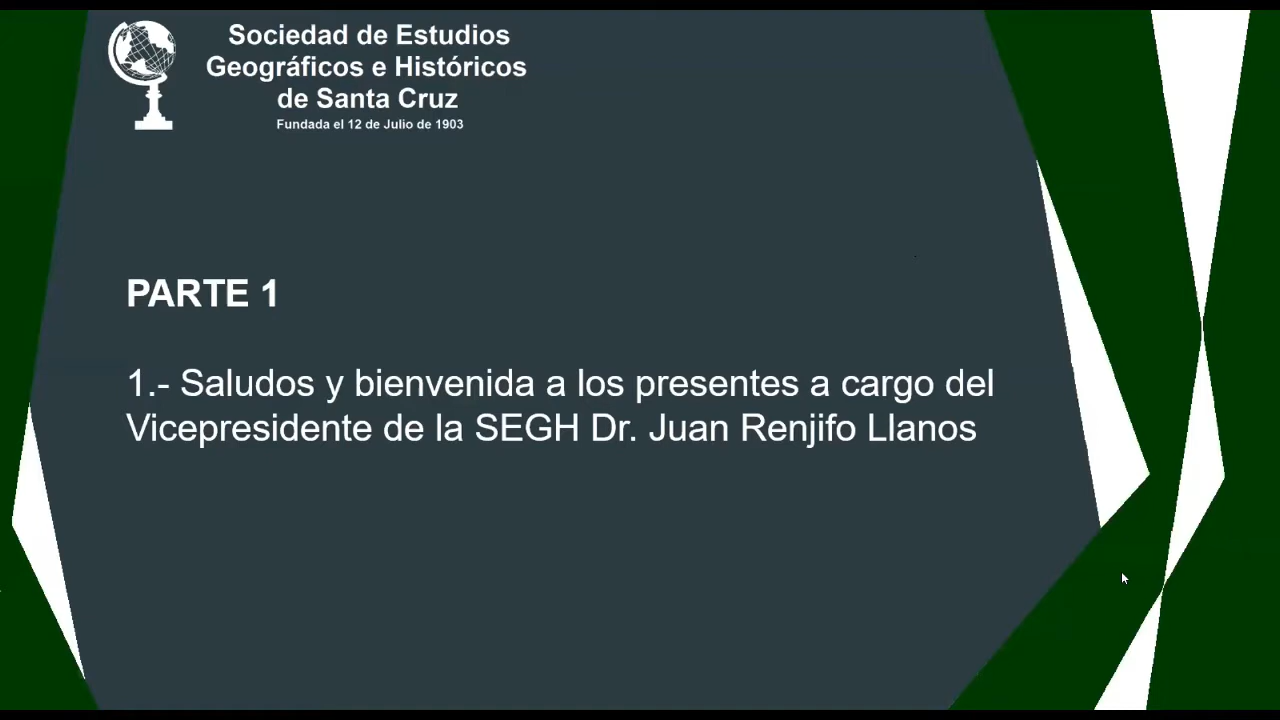 Sociedad de Estudios
Geográficos e Históricos
de Santa Cruz
Fundada el 12 de Julio de 1903
PARTE 1
1.- Saludos y bienvenida a los presentes a cargo del
Vicepresidente de la SEGH Dr. Juan Renjifo Llanos